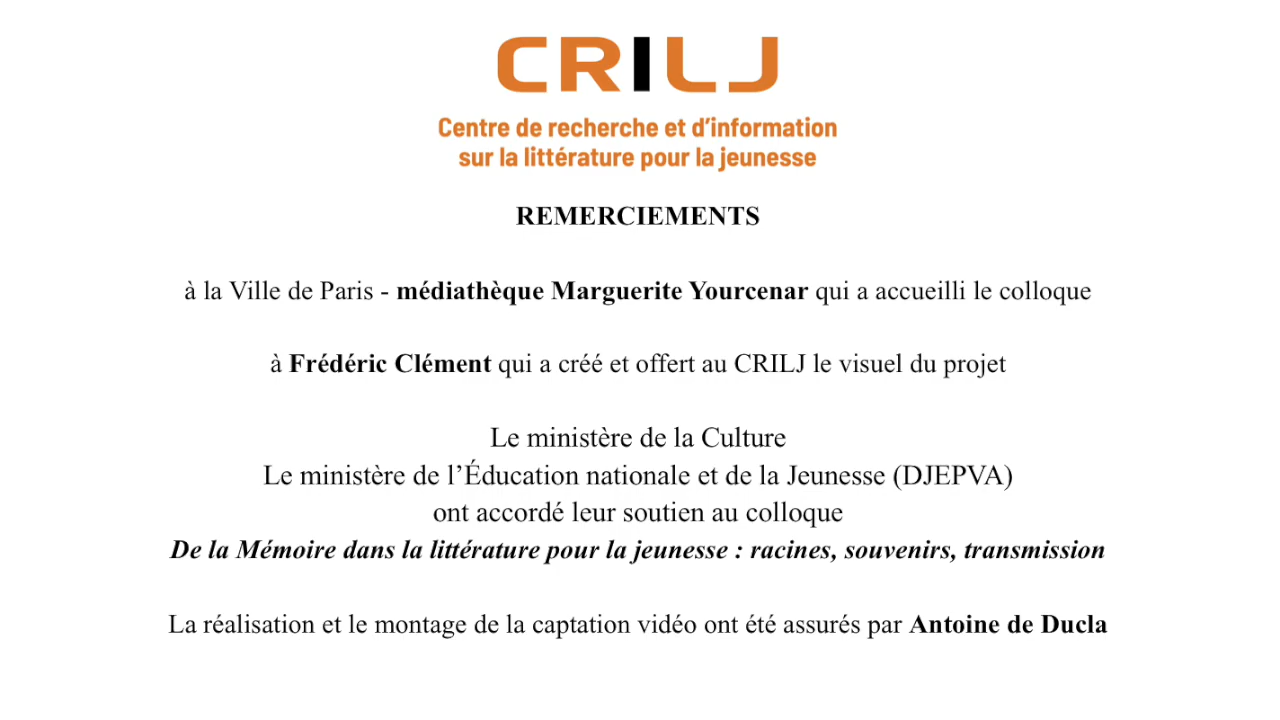 CRILJ
Centre de recherche et d'information
sur la littérature pour la jeunesse
REMERCIEMENTS
à la Ville de Paris - médiathèque Marguerite Yourcenar qui a accueilli le colloque
à Frédéric Clément qui a créé et offert au CRILJ le visuel du projet
Le ministère de la Culture
Le ministère de l'Éducation nationale et de la Jeunesse (DJEPVA)
ont accordé leur soutien au colloque
De la Mémoire dans la littérature pour la jeunesse : racines, souvenirs, transmission
La réalisation et le montage de la captation vidéo ont été assurés par Antoine de Ducla